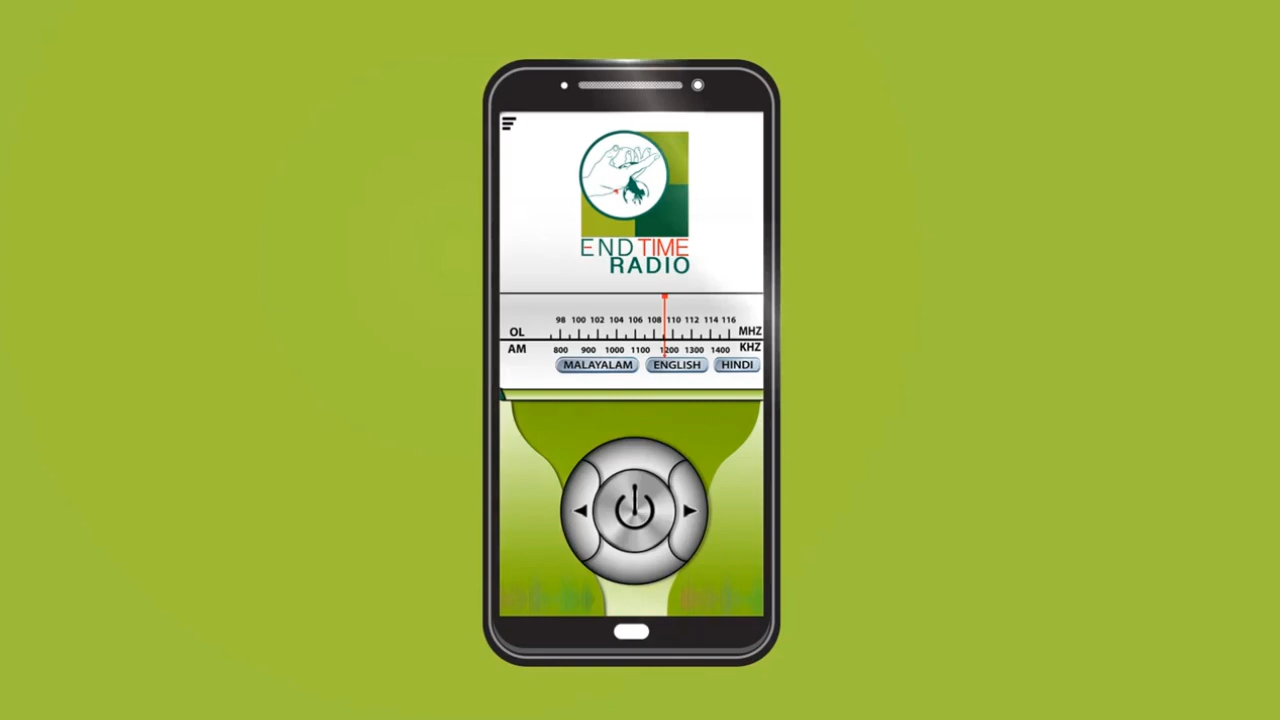 END TIME
RADIO
98 100 102 104 106 108 110 112 114 116
OL MHZ
AM 800 900 1000 1100 1200 1300 1400 KHZ
MALAYALAM ENGLISH HINDI